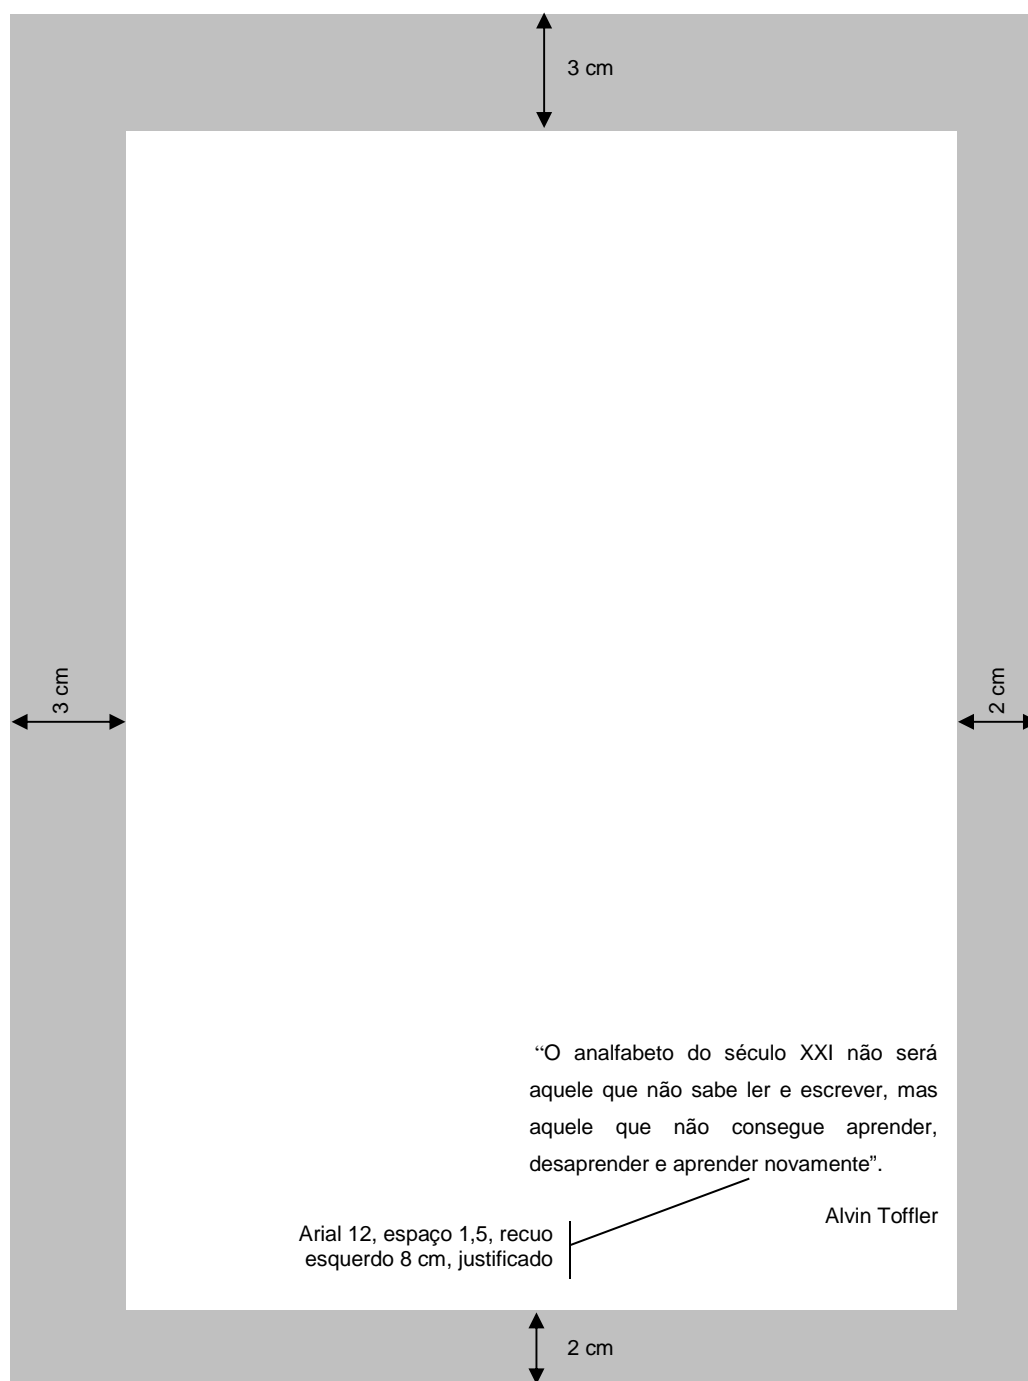 3 cm
3 cm
2 cm
“O analfabeto do século XXI não será
aquele que não sabe ler e escrever, mas
aquele que não consegue aprender,
desaprender e aprender novamente”.
Alvin Toffler
Arial 12, espaço 1,5, recuo
esquerdo 8 cm, justificado
2 cm